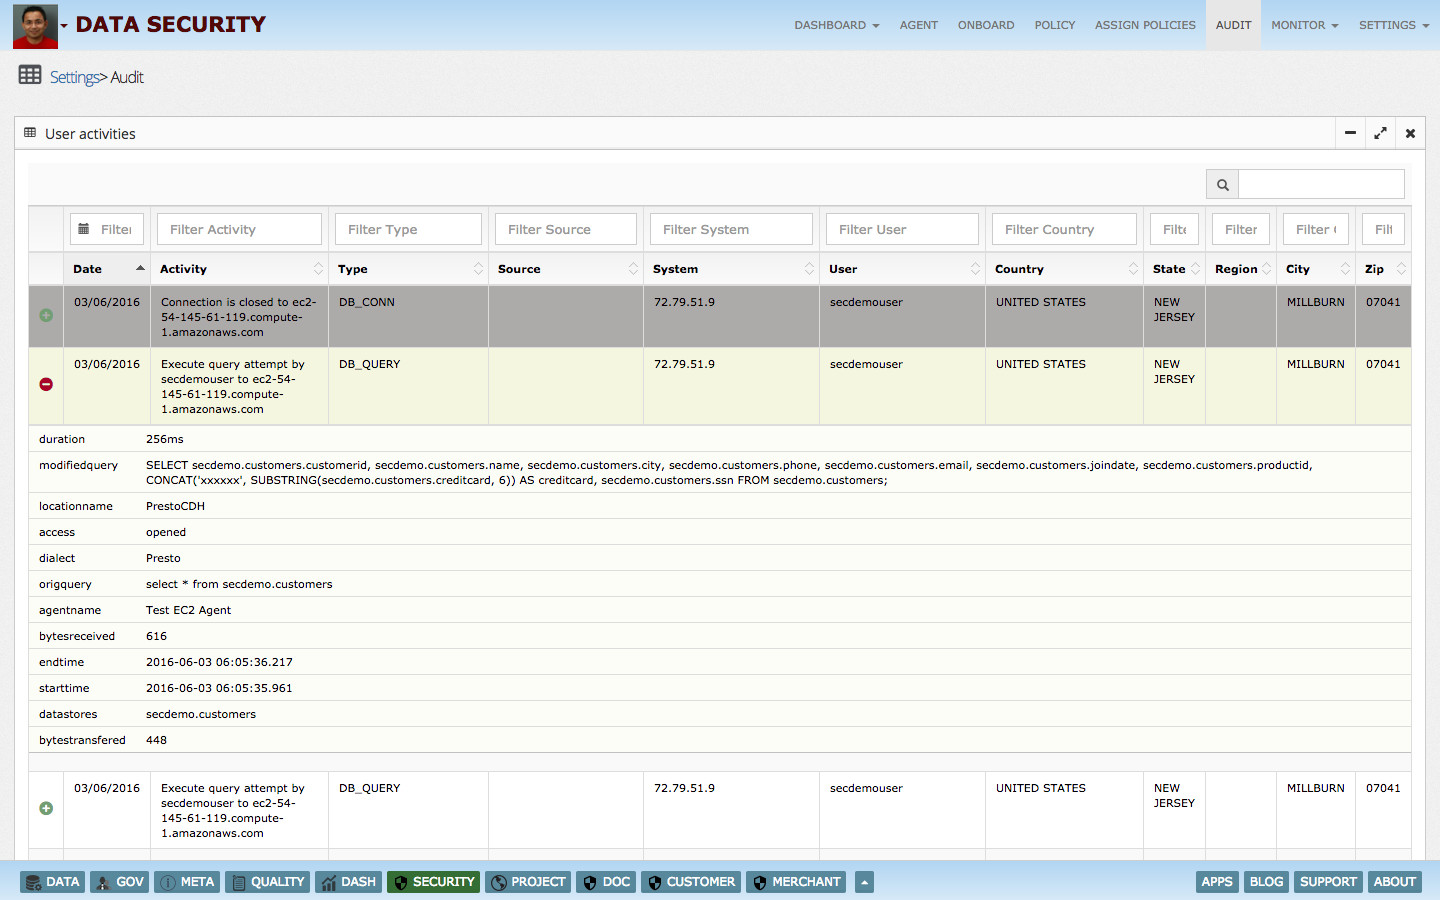 DATA SECURITY
DASHBOARD AGENT ONBOARD POLICY ASSIGN POLICIES AUDIT MONITOR SETTINGS
Settings> Audit
User activities
Filter Filter Activity Filter Type Filter Source Filter System Filter User Filter Country Filte Filter Filter Filt
Date Activity Type Source System User Country State Region City Zip
03/06/2016 Connection is closed to ec2- DB_CONN 72.79.51.9 secdemouser UNITED STATES NEW MILLBURN 07041
54-145-61-119.compute- JERSEY
1.amazonaws.com
03/06/2016 Execute query attempt by DB_QUERY 72.79.51.9 secdemouser UNITED STATES NEW MILLBURN 07041
secdemouser to ec2-54- JERSEY
145-61-119.compute-
1.amazonaws.com
duration 256ms
modifiedquery SELECT secdemo.customers.customerid, secdemo.customers.name, secdemo.customers.city, secdemo.customers.phone, secdemo.customers.email, secdemo.customers.joindate, secdemo.customers.productid,
CONCAT('xxxxxx', SUBSTRING(secdemo.customers.creditcard, 6)) AS creditcard, secdemo.customers.ssn FROM secdemo.customers;
locationname PrestoCDH
access opened
dialect Presto
origquery select * from secdemo.customers
agentname Test EC2 Agent
bytesreceived 616
endtime 2016-06-03 06:05:36.217
starttime 2016-06-03 06:05:35.961
datastores secdemo.customers
bytestransfered 448
03/06/2016 Execute query attempt by DB_QUERY 72.79.51.9 secdemouser UNITED STATES NEW MILLBURN 07041
secdemouser to ec2-54- JERSEY
145-61-119.compute-
1.amazonaws.com
DATA GOV META QUALITY DASH SECURITY PROJECT DOC CUSTOMER MERCHANT APPS BLOG SUPPORT ABOUT